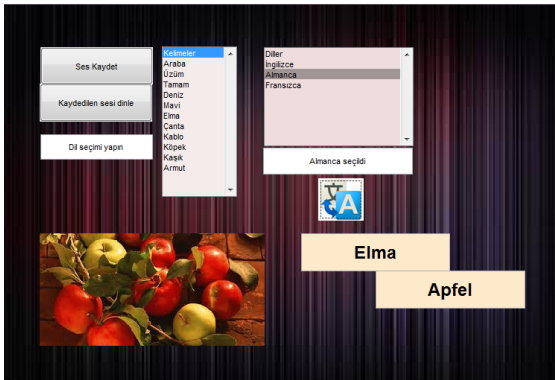 Ses Kaydet
Kaydedilen sesi dinle
Dil seçimi yapın
Kelimeler
Araba
Üzüm
Tamam
Deniz
Mavi
Elma
Çanta
Kablo
Köpek
Kaşık
Armut
Diller
İngilizce
Almanca
Fransızca
Almanca seçildi
文
A
Elma
Apfel